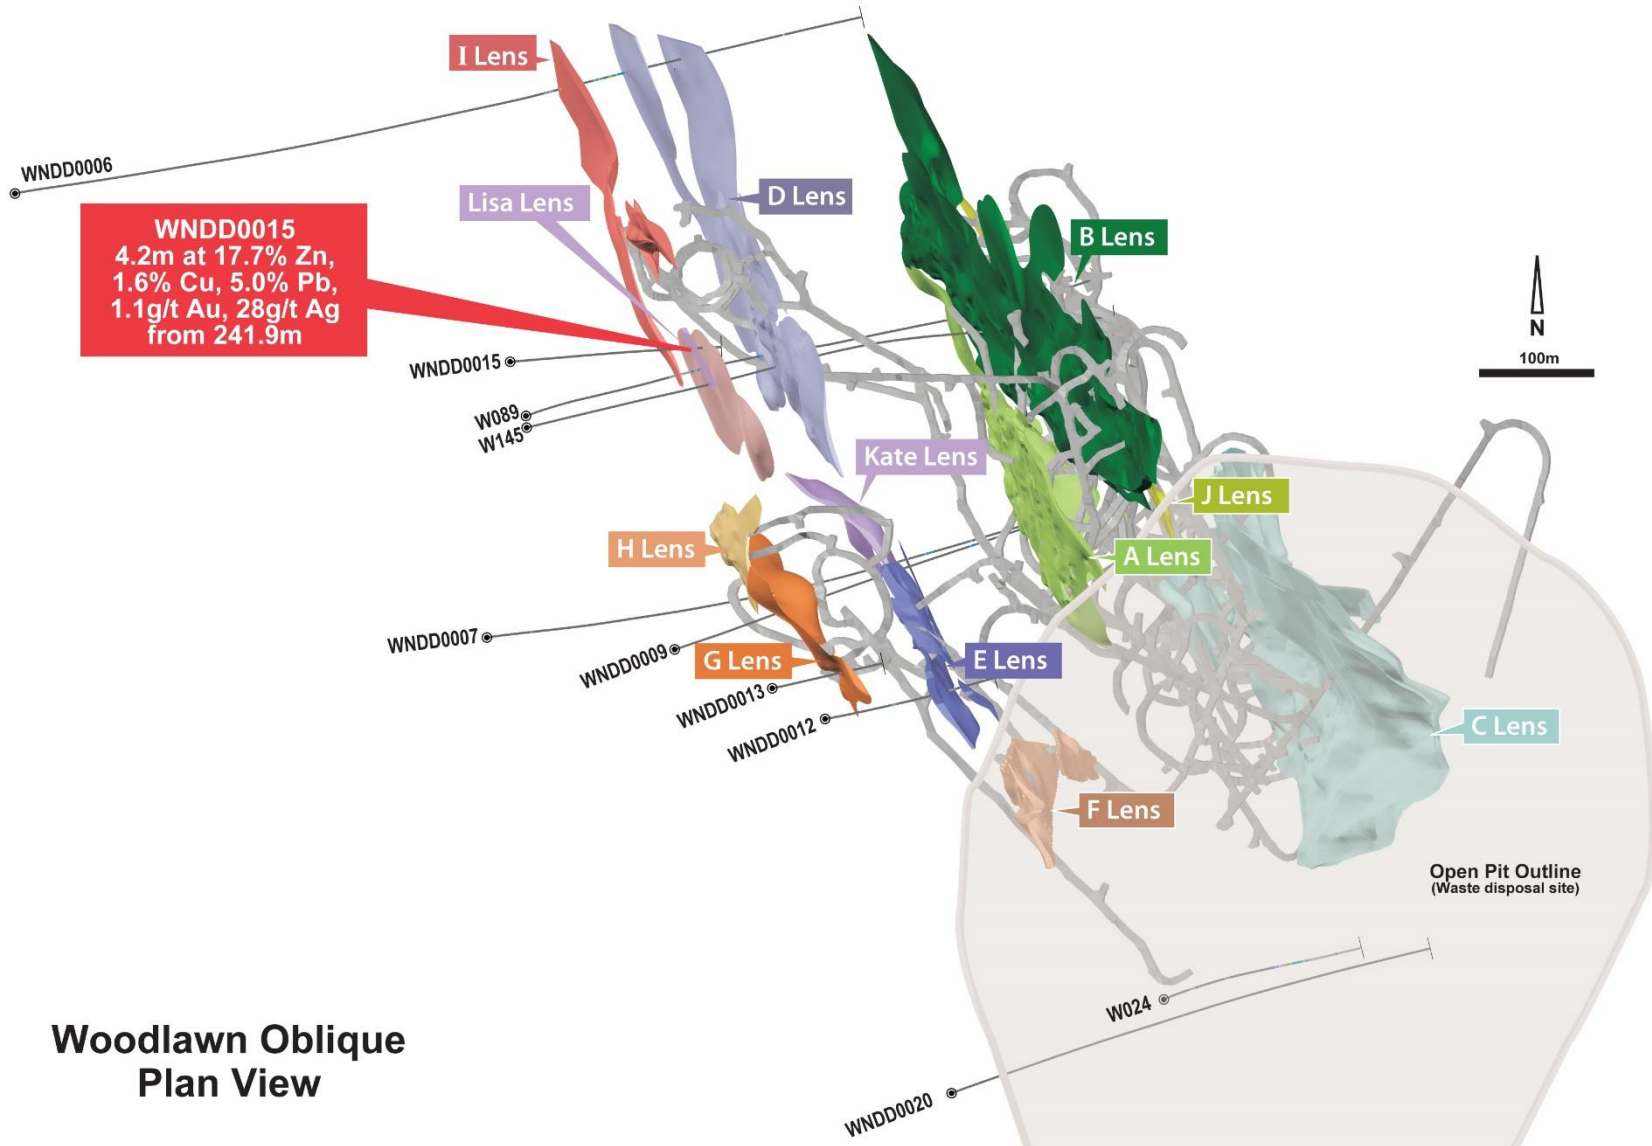 I Lens
WNDD0006
Lisa Lens
D Lens
WNDD0015
4.2m at 17.7% Zn,
1.6% Cu, 5.0% Pb,
1.1g/t Au, 28g/t Ag
from 241.9m
B Lens
N
100m
WNDD0015
W089
W145
Kate Lens
J Lens
H Lens
A Lens
WNDD0007
WNDD0009
G Lens
E Lens
WNDD0013
WNDD0012
C Lens
F Lens
Open Pit Outline
(Waste disposal site)
W024
WNDD0020
Woodlawn Oblique
Plan View